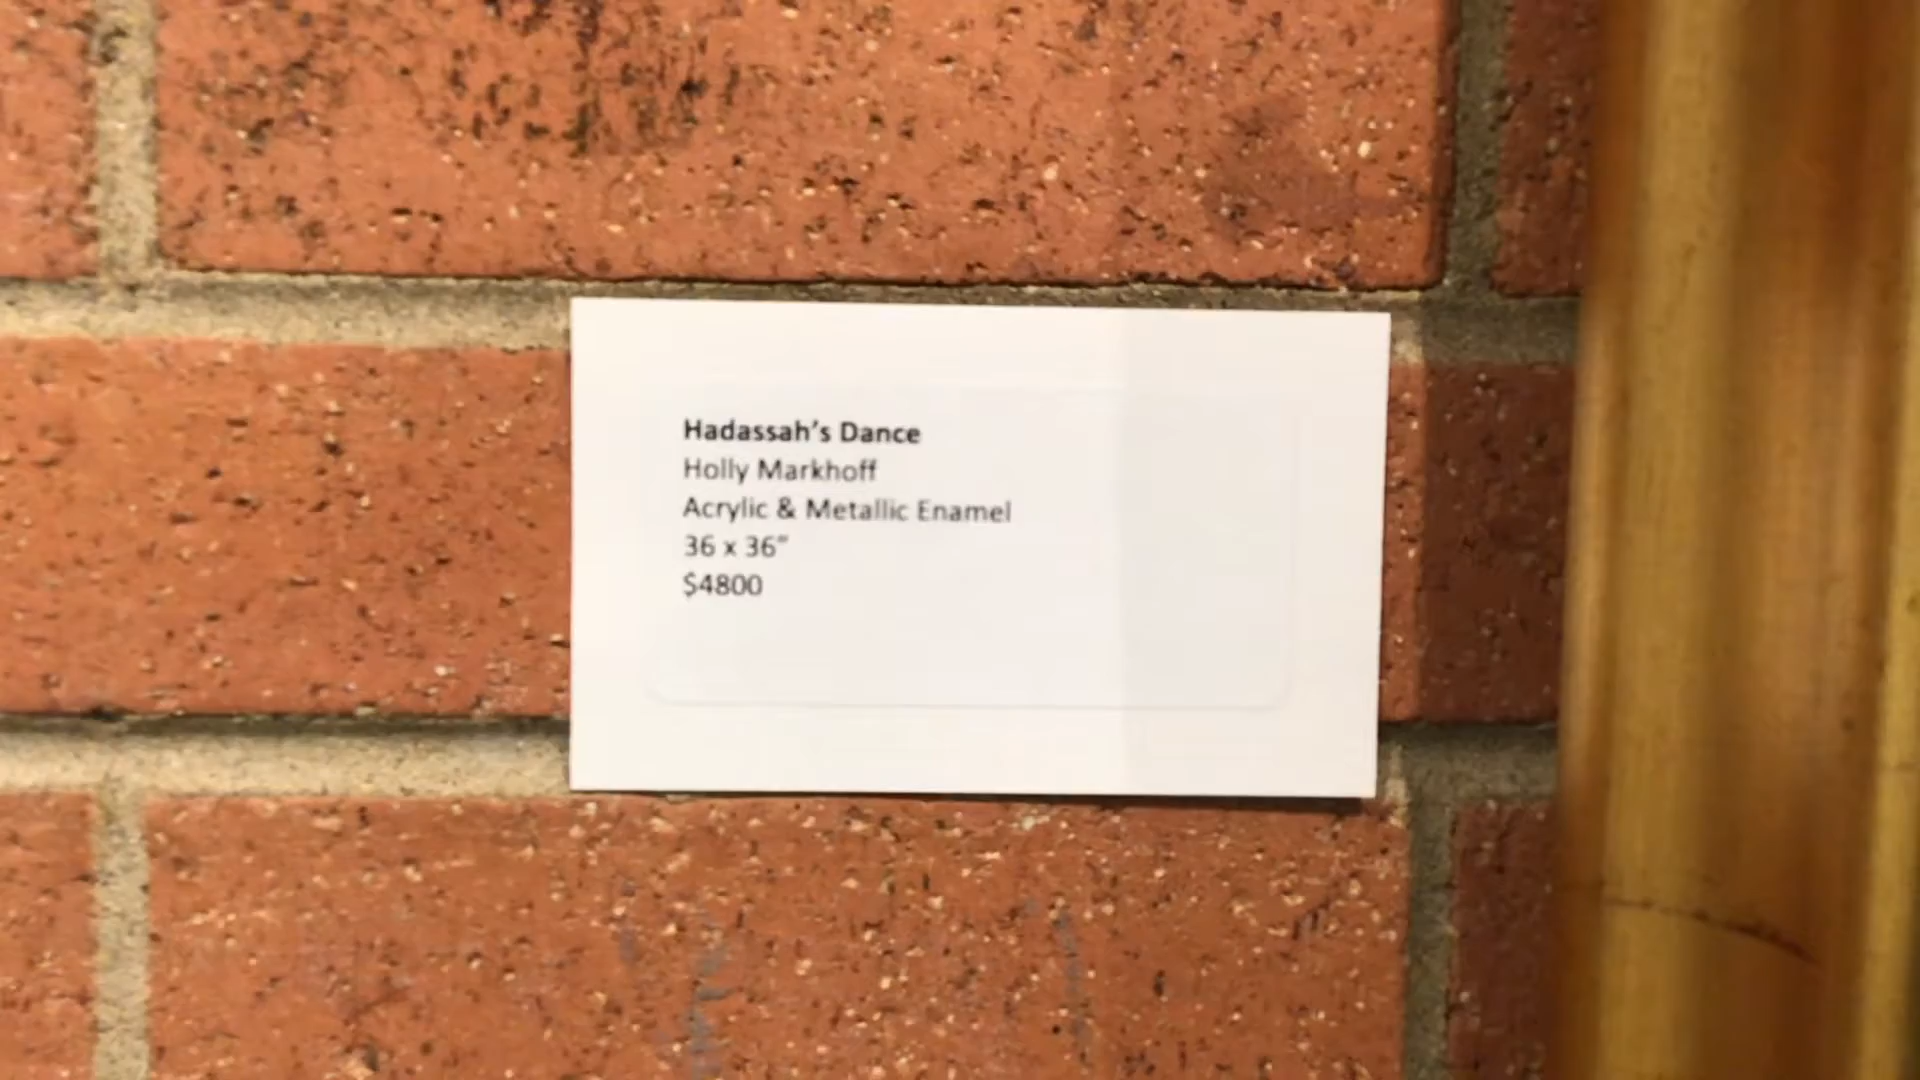 Hadassah’s Dance
Holly Markhoff
Acrylic & Metallic Enamel
36 x 36”
$4800